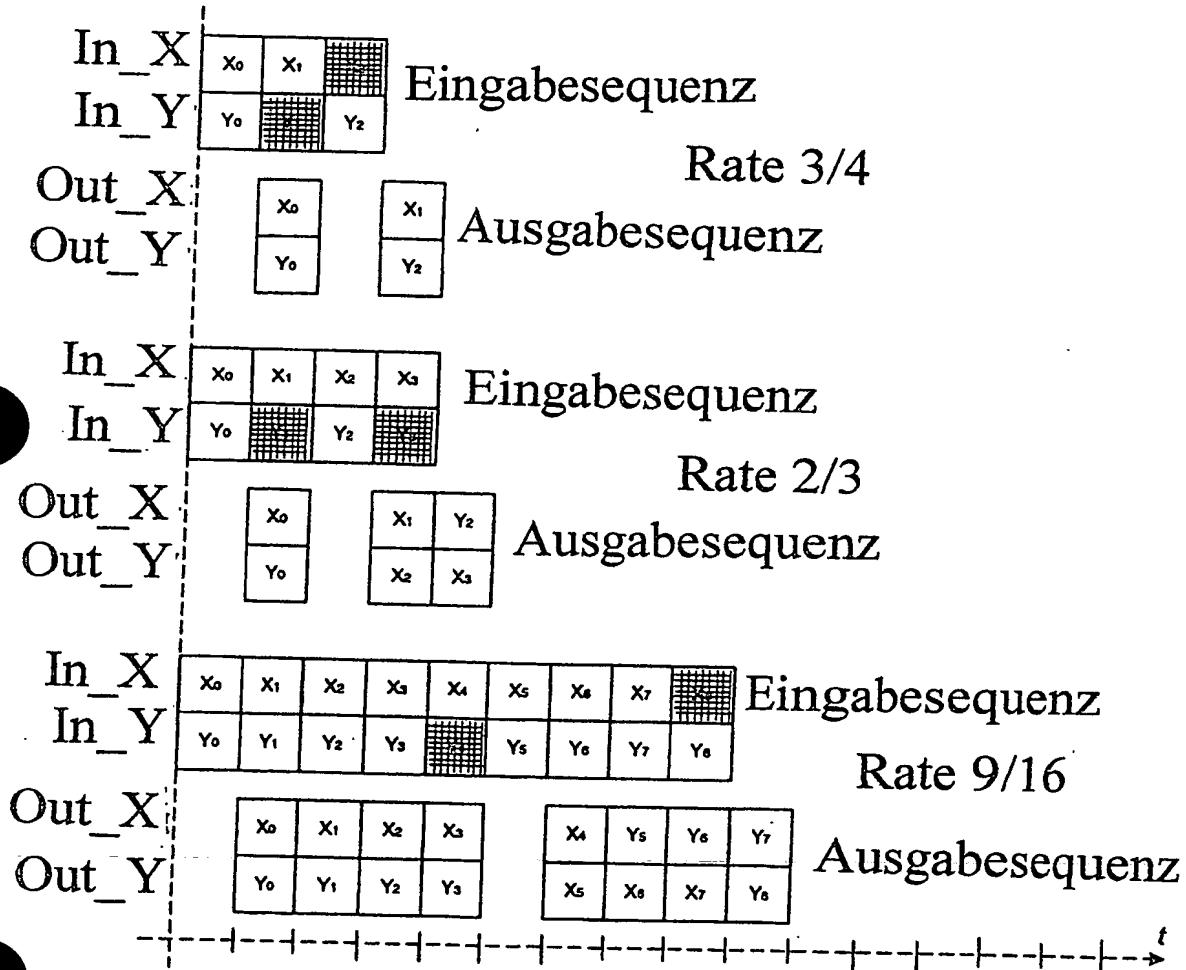 In_X X₀ X₁ Eingabesequenz
In_Y Y₀ Y₂
Rate 3/4
Out_X X₀ X₁ Ausgabesequenz
Out_Y Y₀ Y₂
In_X X₀ X₁ X₂ X₃ Eingabesequenz
In_Y Y₀ Y₂
Rate 2/3
Out_X X₀ X₁ Y₂ Ausgabesequenz
Out_Y Y₀ X₂ X₃
In_X X₀ X₁ X₂ X₃ X₄ X₅ X₆ X₇ Eingabesequenz
In_Y Y₀ Y₁ Y₂ Y₃ Y₅ Y₆ Y₇ Y₈
Rate 9/16
Out_X X₀ X₁ X₂ X₃ X₄ Y₅ Y₆ Y₇ Ausgabesequenz
Out_Y Y₀ Y₁ Y₂ Y₃ X₅ X₆ X₇ Y₈
t